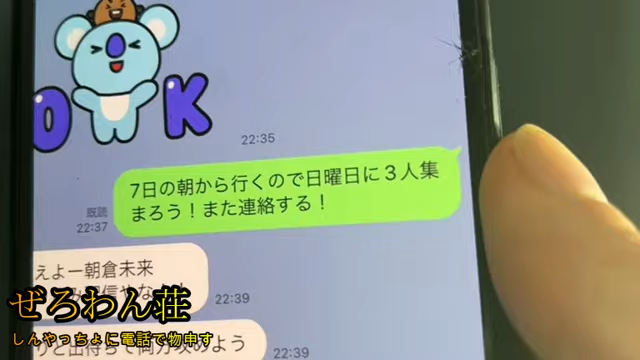 OK
22:35
7日の朝から行くので日曜日に3人集
まろう！また連絡する！
既読
22:37
えよー朝倉未来
22:39
22:39
ぜろわん荘
しんやっちょに電話で物申す